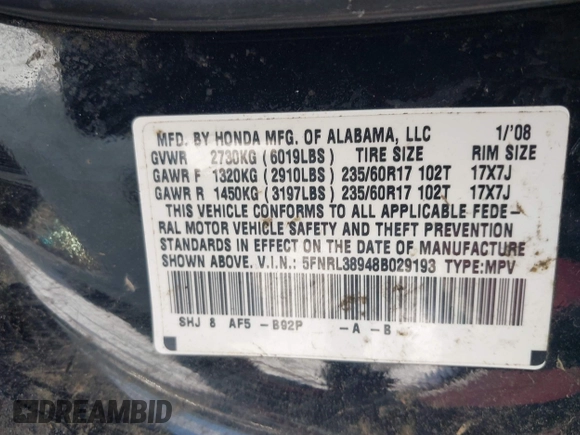 MFD. BY HONDA MFG. OF ALABAMA, LLC 1/'08
GVWR 2730KG (6019LBS) TIRE SIZE RIM SIZE
GAWR F 1320KG (2910LBS) 235/60R17 102T 17X7J
GAWR R 1450KG (3197LBS) 235/60R17 102T 17X7J
THIS VEHICLE CONFORMS TO ALL APPLICABLE FEDE-
RAL MOTOR VEHICLE SAFETY AND THEFT PREVENTION
STANDARDS IN EFFECT ON THE DATE OF MANUFACTURE
SHOWN ABOVE. V.I.N.: 5FNRL38948B029193 TYPE:MPV
SHJ 8 AF5 -B92P -A -B
DREAMBID